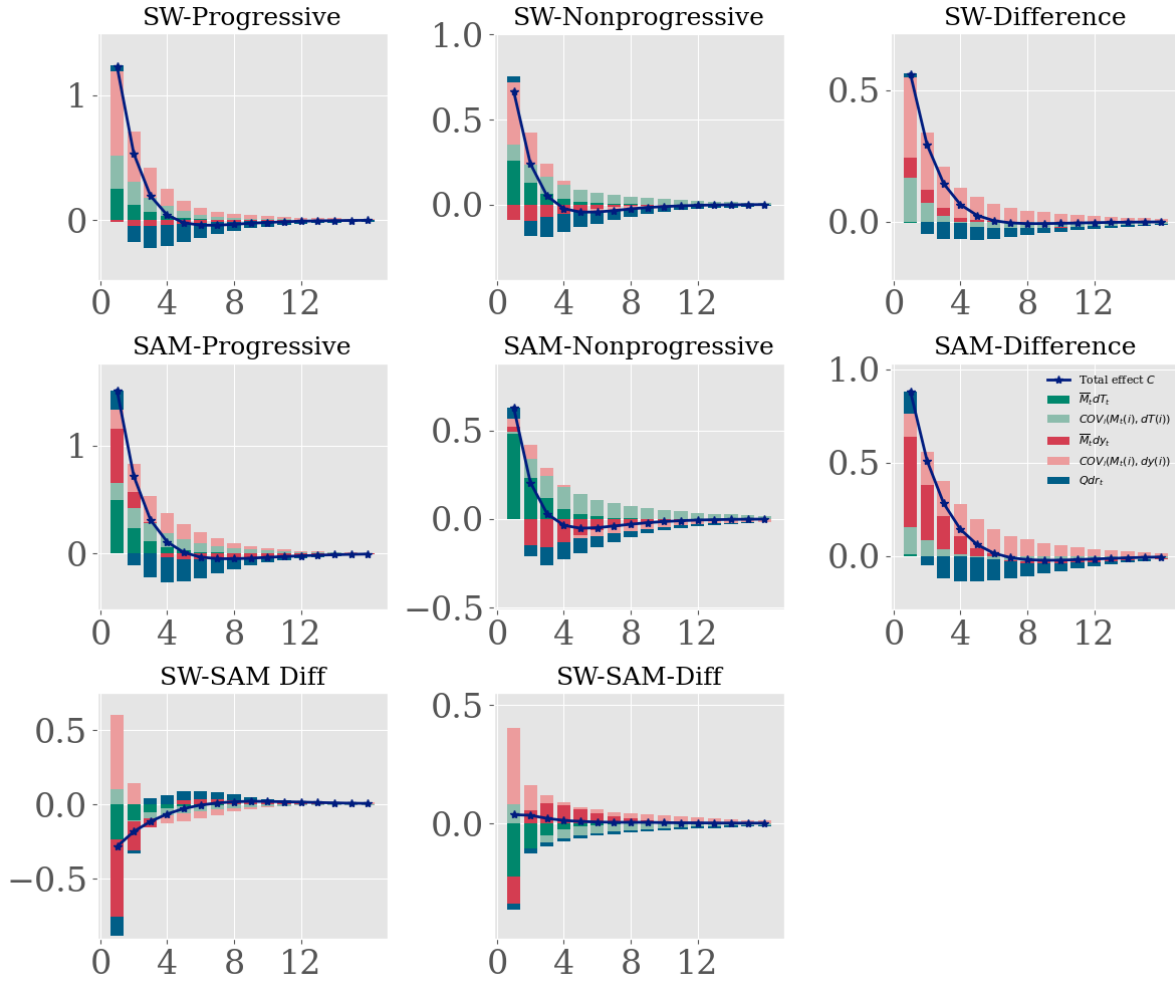 SW-Progressive
1
0
0 4 8 12
SW-Nonprogressive
1.0
0.5
0.0
0 4 8 12
SW-Difference
0.5
0.0
0 4 8 12
SAM-Progressive
1
0
0 4 8 12
SAM-Nonprogressive
0.5
0.0
−0.5
0 4 8 12
SAM-Difference
1.0
0.5
0.0
Total effect C
M̅ₜdTₜ
COVᵢ(Mₜ(i), dT(i))
M̅ₜdyₜ
COVᵢ(Mₜ(i), dy(i))
Qdrₜ
0 4 8 12
SW-SAM Diff
0.5
0.0
−0.5
0 4 8 12
SW-SAM-Diff
0.5
0.0
0 4 8 12